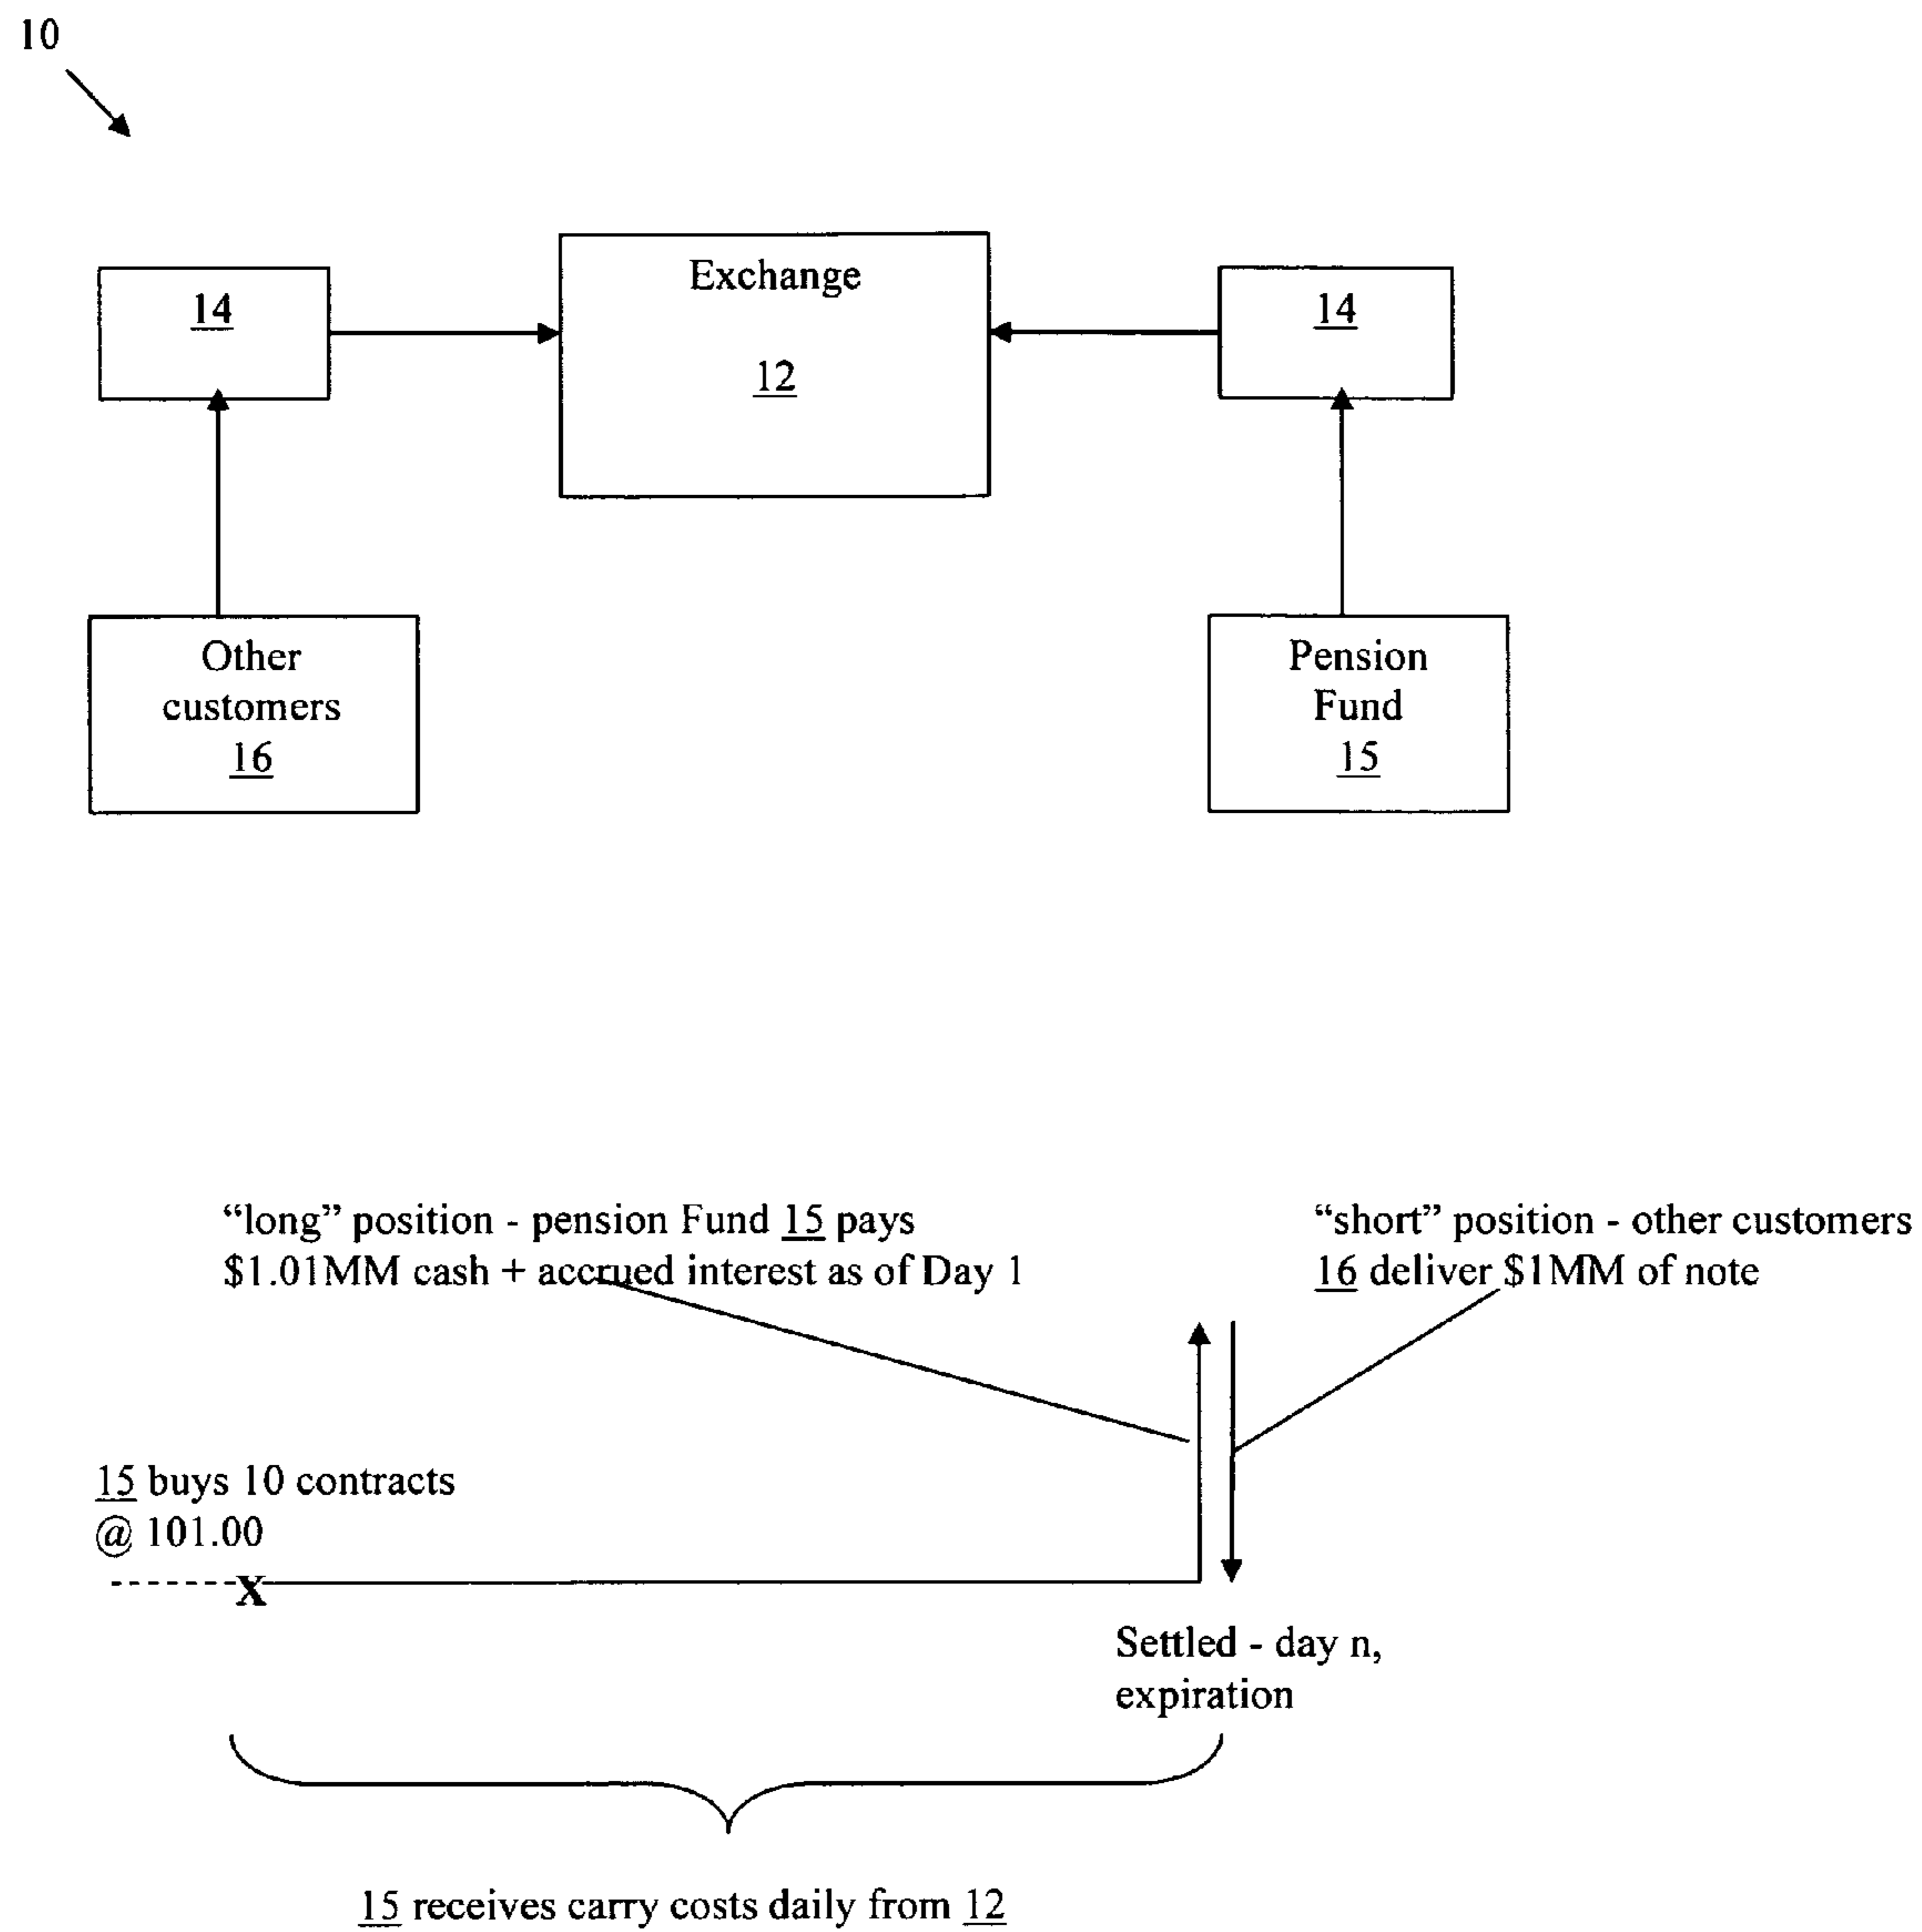 10
Exchange
12
14
14
Other
customers
16
Pension
Fund
15
“long” position - pension Fund 15 pays
$1.01MM cash + accrued interest as of Day 1
“short” position - other customers
16 deliver $1MM of note
15 buys 10 contracts
@ 101.00
X
Settled - day n,
expiration
15 receives carry costs daily from 12